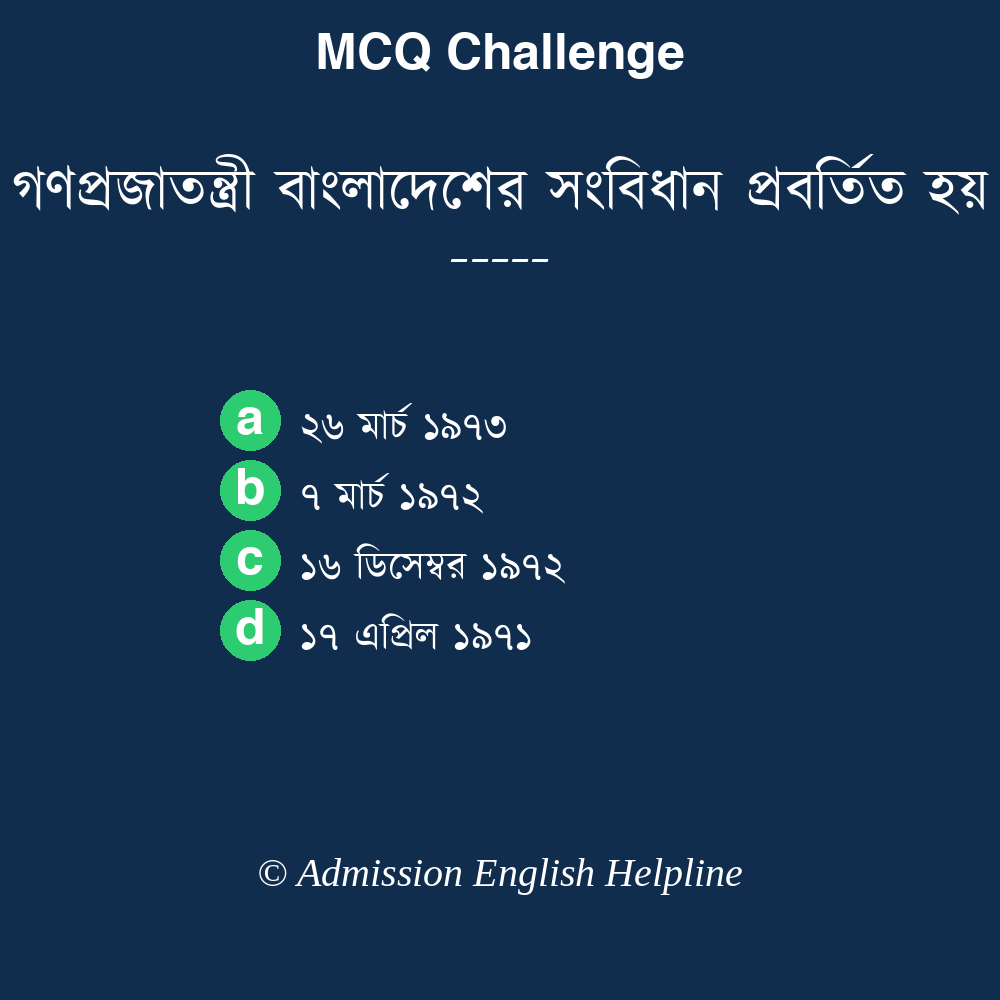 MCQ Challenge
গণপ্রজাতন্ত্রী বাংলাদেশের সংবিধান প্রবর্তিত হয়
-----
a ২৬ মার্চ ১৯৭৩
b ৭ মার্চ ১৯৭২
c ১৬ ডিসেম্বর ১৯৭২
d ১৭ এপ্রিল ১৯৭১
© Admission English Helpline